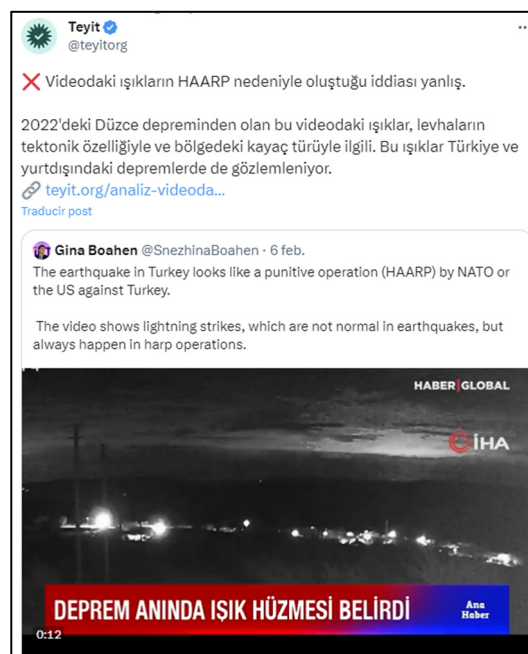 Teyit
@teyitorg
❌ Videodaki ışıkların HAARP nedeniyle oluştuğu iddiası yanlış.
2022'deki Düzce depreminden olan bu videodaki ışıklar, levhaların
tektonik özelliğiyle ve bölgedeki kayaç türüyle ilgili. Bu ışıklar Türkiye ve
yurtdışındaki depremlerde de gözlemleniyor.
🔗 teyit.org/analiz-videoda...
Traducir post
Gina Boahen @SnezhinaBoahen · 6 feb.
The earthquake in Turkey looks like a punitive operation (HAARP) by NATO or
the US against Turkey.
The video shows lightning strikes, which are not normal in earthquakes, but
always happen in harp operations.
HABER GLOBAL
İHA
DEPREM ANINDA IŞIK HÜZMESİ BELİRDİ
Ana
Haber
0:12